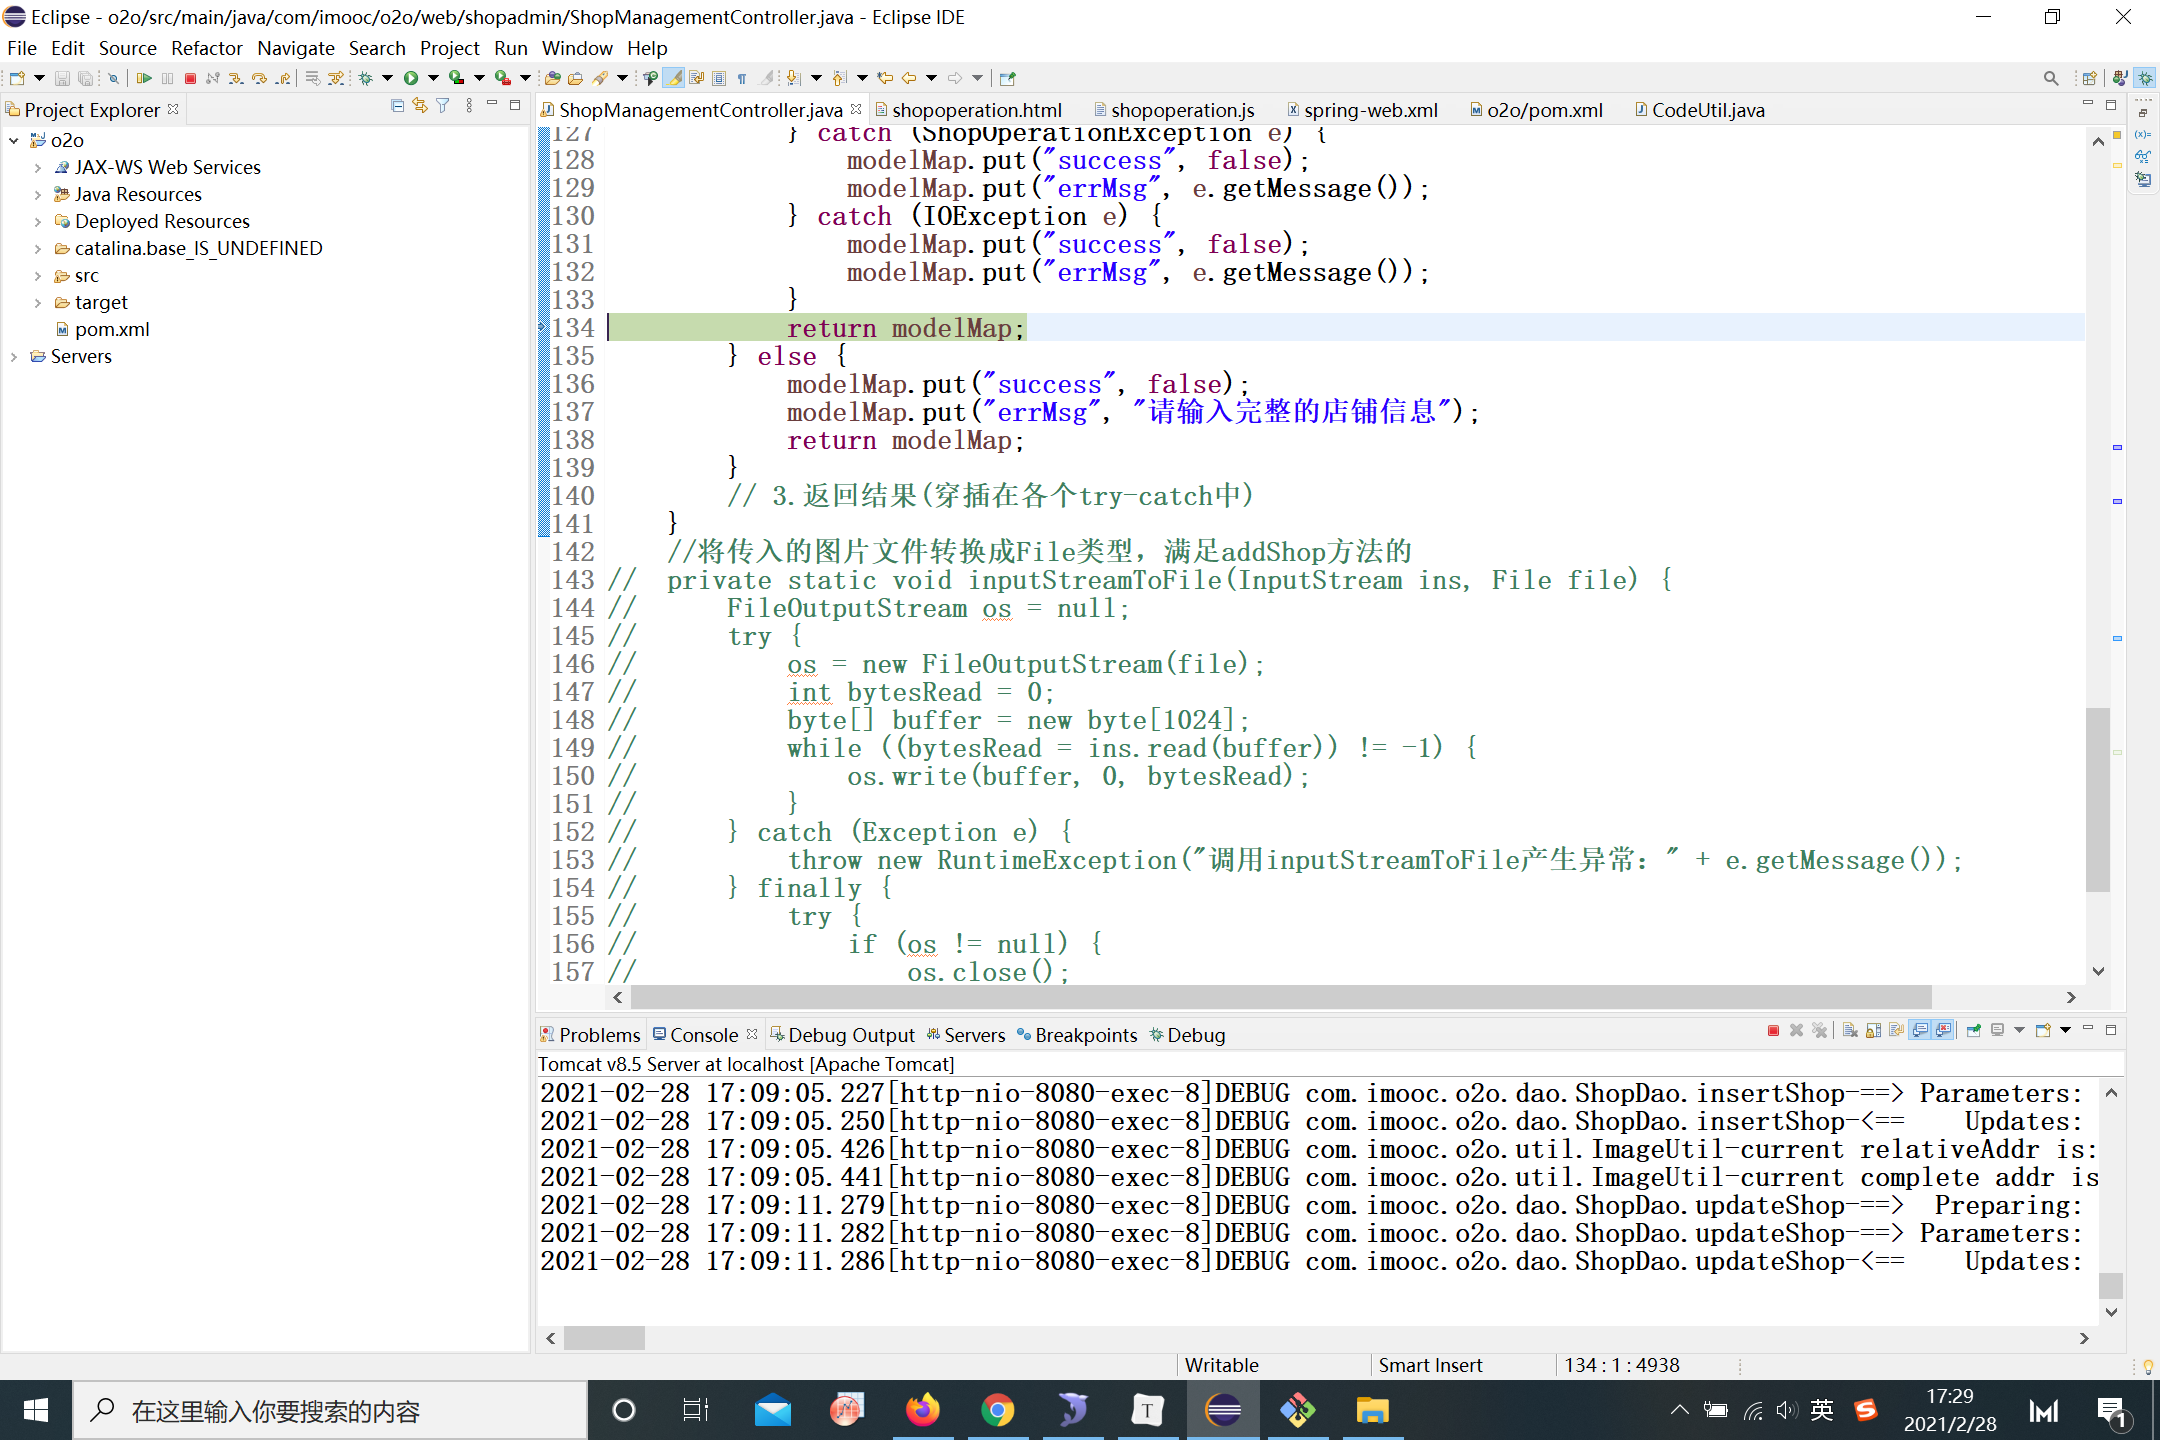 Eclipse - o2o/src/main/java/com/imooc/o2o/web/shopadmin/ShopManagementController.java - Eclipse IDE
File Edit Source Refactor Navigate Search Project Run Window Help
Project Explorer
o2o
JAX-WS Web Services
Java Resources
Deployed Resources
catalina.base_IS_UNDEFINED
src
target
pom.xml
Servers
ShopManagementController.java shopoperation.html shopoperation.js spring-web.xml o2o/pom.xml CodeUtil.java
127 } catch (ShopOperationException e) {
128 modelMap.put("success", false);
129 modelMap.put("errMsg", e.getMessage());
130 } catch (IOException e) {
131 modelMap.put("success", false);
132 modelMap.put("errMsg", e.getMessage());
133 }
134 return modelMap;
135 } else {
136 modelMap.put("success", false);
137 modelMap.put("errMsg", "请输入完整的店铺信息");
138 return modelMap;
139 }
140 // 3.返回结果(穿插在各个try-catch中)
141 }
142 //将传入的图片文件转换成File类型，满足addShop方法的
143 // private static void inputStreamToFile(InputStream ins, File file) {
144 // FileOutputStream os = null;
145 // try {
146 // os = new FileOutputStream(file);
147 // int bytesRead = 0;
148 // byte[] buffer = new byte[1024];
149 // while ((bytesRead = ins.read(buffer)) != -1) {
150 // os.write(buffer, 0, bytesRead);
151 // }
152 // } catch (Exception e) {
153 // throw new RuntimeException("调用inputStreamToFile产生异常：" + e.getMessage());
154 // } finally {
155 // try {
156 // if (os != null) {
157 // os.close();
Problems Console Debug Output Servers Breakpoints Debug
Tomcat v8.5 Server at localhost [Apache Tomcat]
2021-02-28 17:09:05.227[http-nio-8080-exec-8]DEBUG com.imooc.o2o.dao.ShopDao.insertShop-==> Parameters:
2021-02-28 17:09:05.250[http-nio-8080-exec-8]DEBUG com.imooc.o2o.dao.ShopDao.insertShop-<== Updates:
2021-02-28 17:09:05.426[http-nio-8080-exec-8]DEBUG com.imooc.o2o.util.ImageUtil-current relativeAddr is:
2021-02-28 17:09:05.441[http-nio-8080-exec-8]DEBUG com.imooc.o2o.util.ImageUtil-current complete addr is
2021-02-28 17:09:11.279[http-nio-8080-exec-8]DEBUG com.imooc.o2o.dao.ShopDao.updateShop-==> Preparing:
2021-02-28 17:09:11.282[http-nio-8080-exec-8]DEBUG com.imooc.o2o.dao.ShopDao.updateShop-==> Parameters:
2021-02-28 17:09:11.286[http-nio-8080-exec-8]DEBUG com.imooc.o2o.dao.ShopDao.updateShop-<== Updates:
Writable Smart Insert 134 : 1 : 4938
在这里输入你要搜索的内容
英
17:29
2021/2/28
1